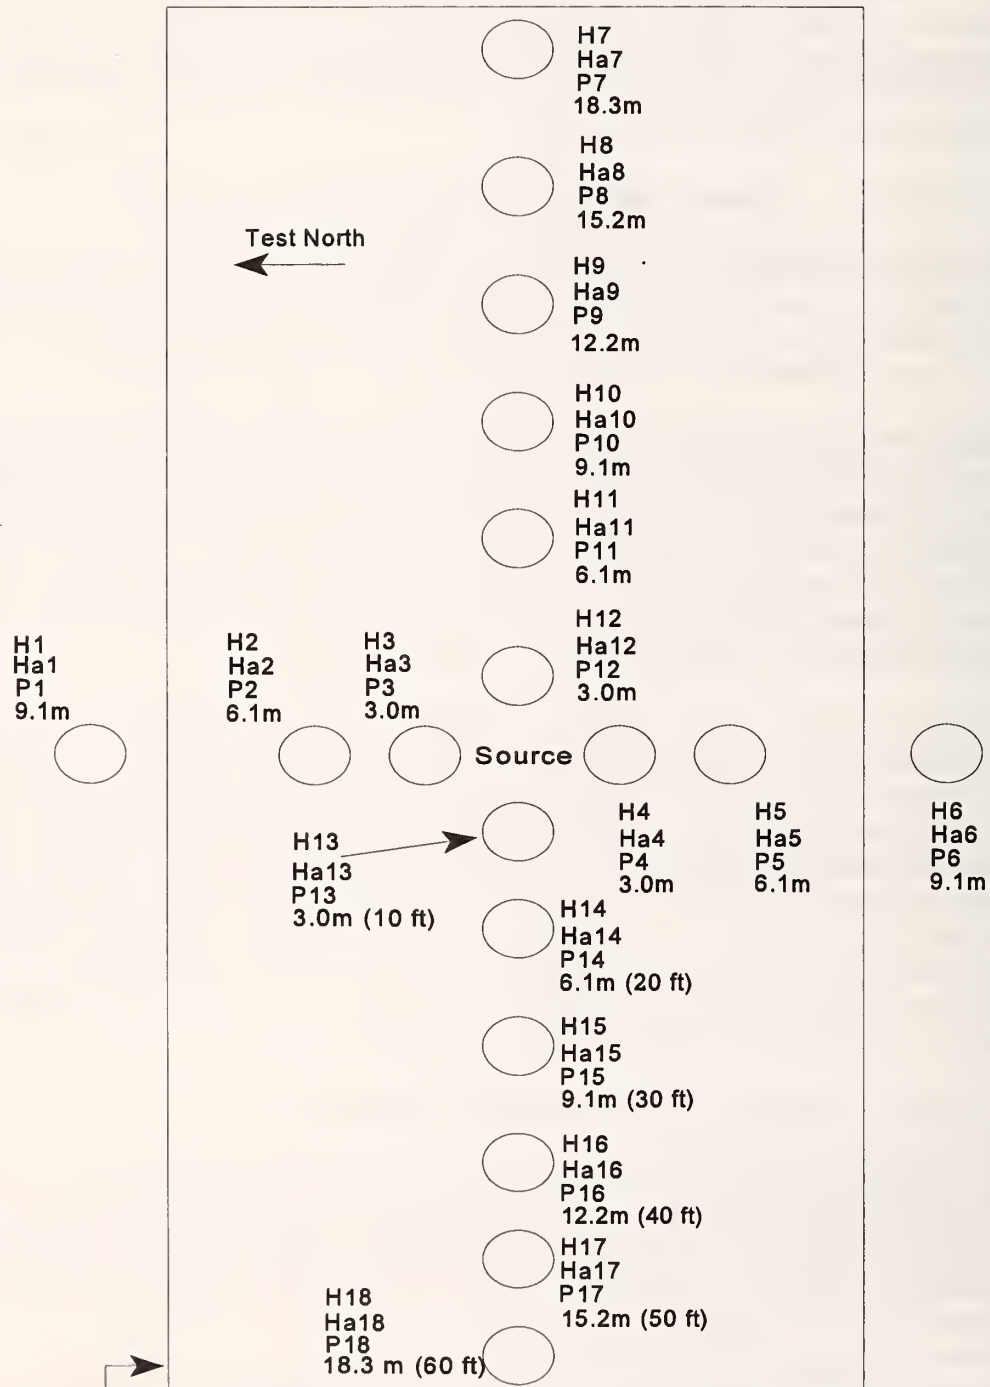 H7
Ha7
P7
18.3m
H8
Ha8
P8
15.2m
Test North
H9
Ha9
P9
12.2m
H10
Ha10
P10
9.1m
H11
Ha11
P11
6.1m
H12
Ha12
P12
3.0m
H1
Ha1
P1
9.1m
H2
Ha2
P2
6.1m
H3
Ha3
P3
3.0m
Source
H4
Ha4
P4
3.0m
H5
Ha5
P5
6.1m
H6
Ha6
P6
9.1m
H13
Ha13
P13
3.0m (10 ft)
H14
Ha14
P14
6.1m (20 ft)
H15
Ha15
P15
9.1m (30 ft)
H16
Ha16
P16
12.2m (40 ft)
H17
Ha17
P17
15.2m (50 ft)
H18
Ha18
P18
18.3 m (60 ft)